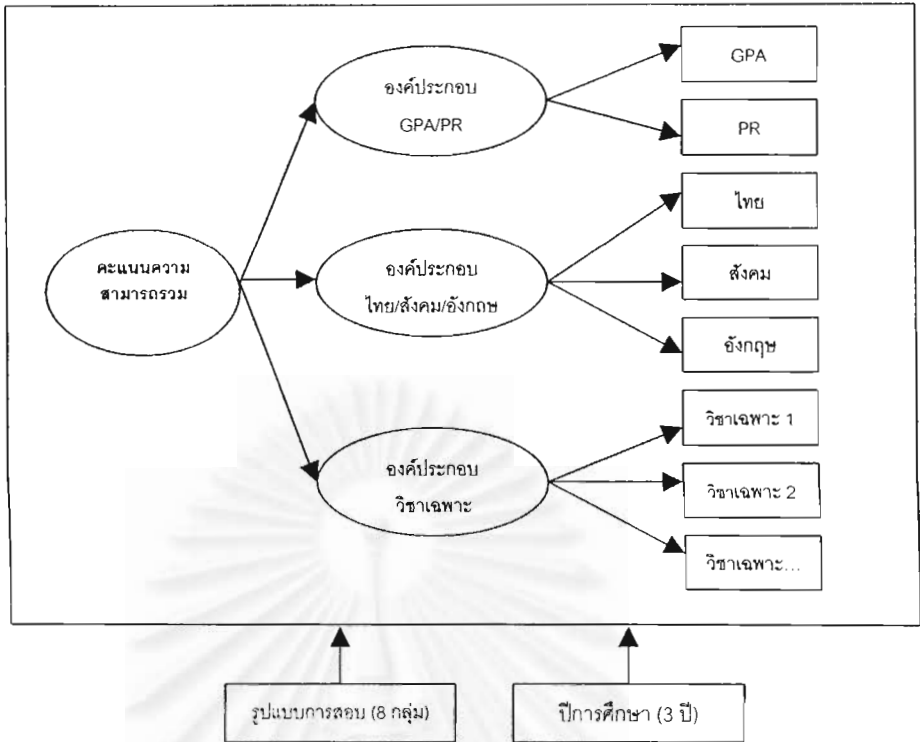 องค์ประกอบ
GPA/PR
GPA
PR
คะแนนความ
สามารถรวม
องค์ประกอบ
ไทย/สังคม/อังกฤษ
ไทย
สังคม
อังกฤษ
องค์ประกอบ
วิชาเฉพาะ
วิชาเฉพาะ 1
วิชาเฉพาะ 2
วิชาเฉพาะ...
รูปแบบการสอบ (8 กลุ่ม)
ปีการศึกษา (3 ปี)